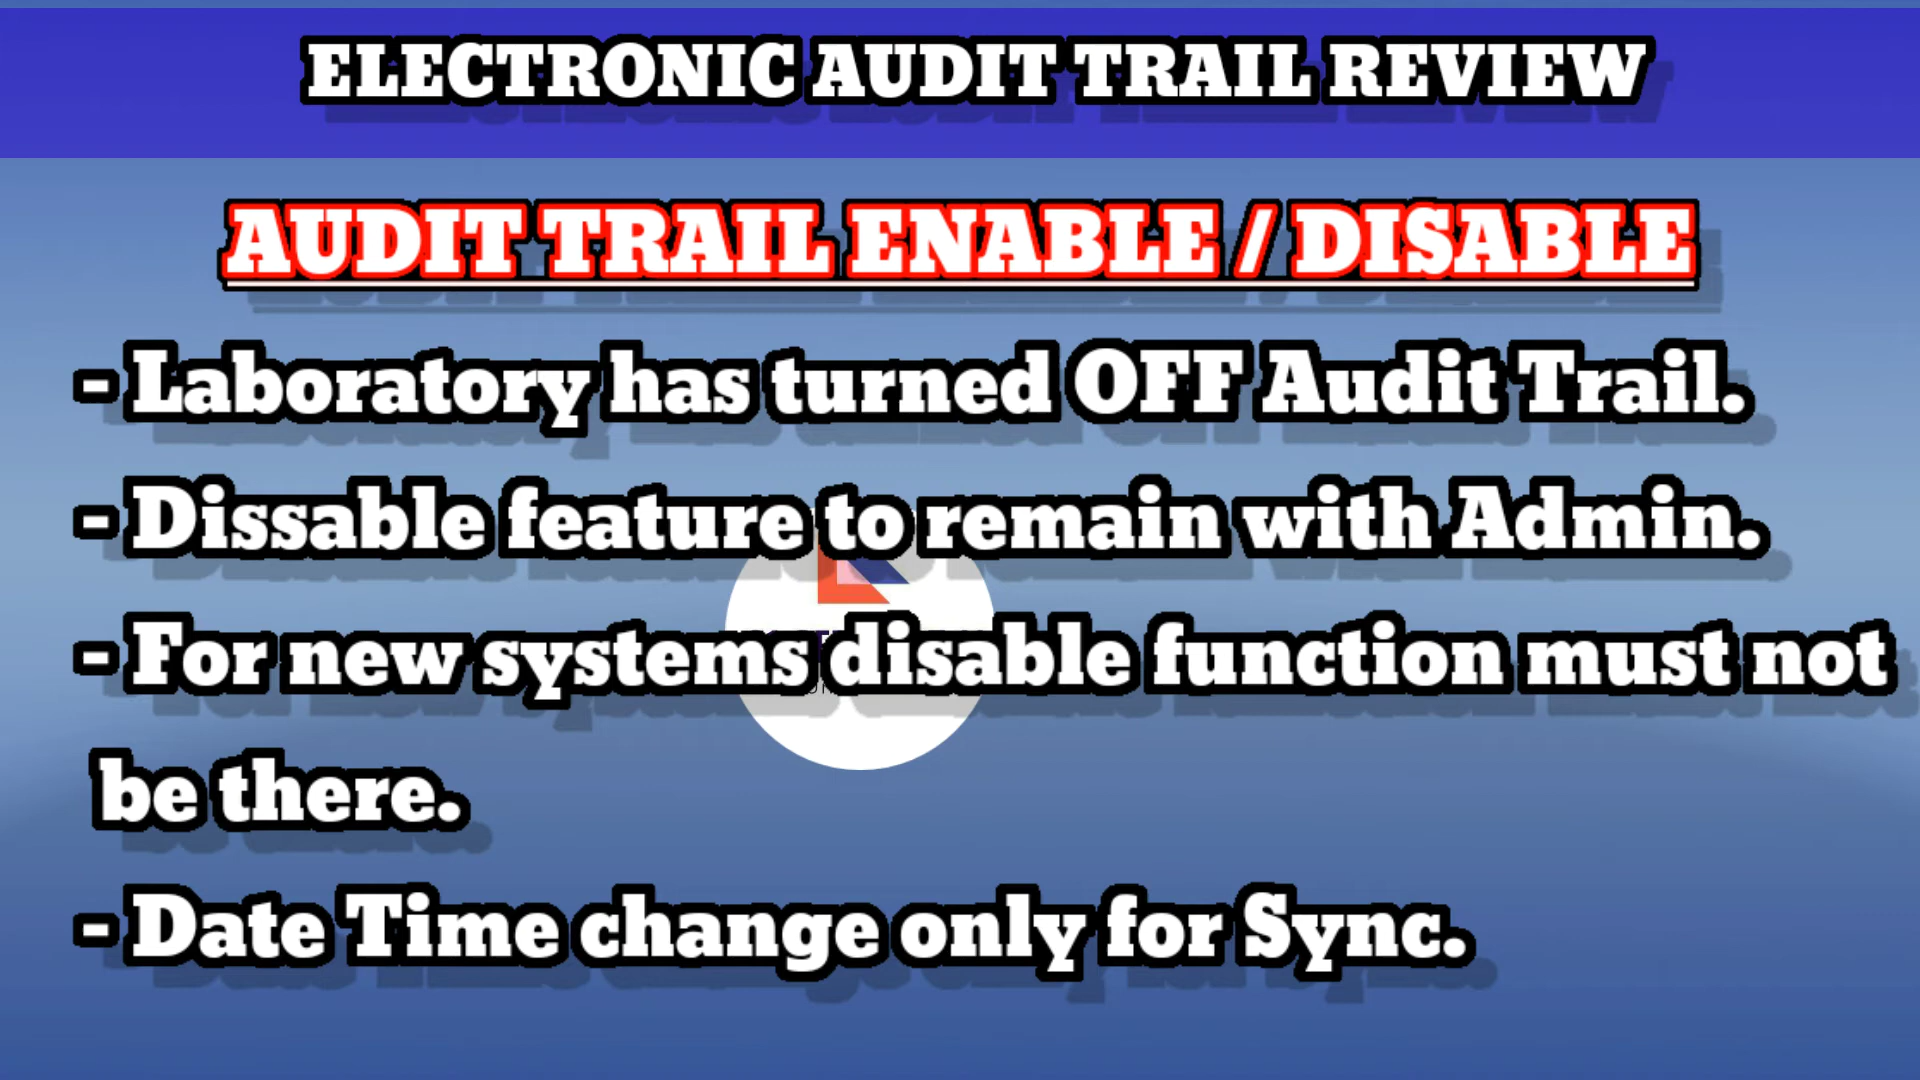 ELECTRONIC AUDIT TRAIL REVIEW
AUDIT TRAIL ENABLE / DISABLE
- Laboratory has turned OFF Audit Trail.
- Dissable feature to remain with Admin.
- For new systems disable function must not
be there.
- Date Time change only for Sync.